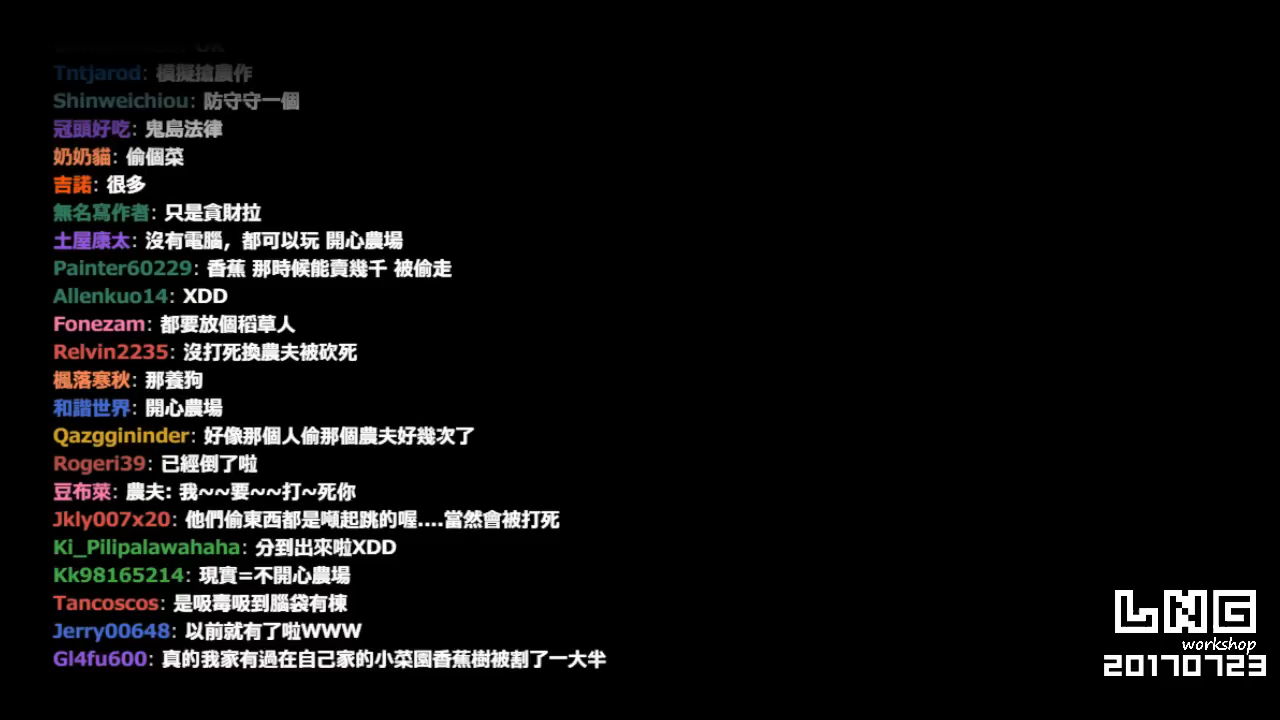 Tntjarod: 模擬搶農作
Shinweichiou: 防守守一個
冠頭好吃: 鬼島法律
奶奶貓: 偷個菜
吉諾: 很多
無名寫作者: 只是貪財拉
土屋康太: 沒有電腦，都可以玩 開心農場
Painter60229: 香蕉 那時候能賣幾千 被偷走
Allenkuo14: XDD
Fonezam: 都要放個稻草人
Relvin2235: 沒打死換農夫被砍死
楓落寒秋: 那養狗
和諧世界: 開心農場
Qazggininder: 好像那個人偷那個農夫好幾次了
Rogeri39: 已經倒了啦
豆布萊: 農夫: 我~~要~~打~死你
Jkly007x20: 他們偷東西都是噸起跳的喔....當然會被打死
Ki_Pilipalawahaha: 分到出來啦XDD
Kk98165214: 現實=不開心農場
Tancoscos: 是吸毒吸到腦袋有棟
Jerry00648: 以前就有了啦WWW
Gl4fu600: 真的我家有過在自己家的小菜園香蕉樹被割了一大半
LNG
workshop
20170723